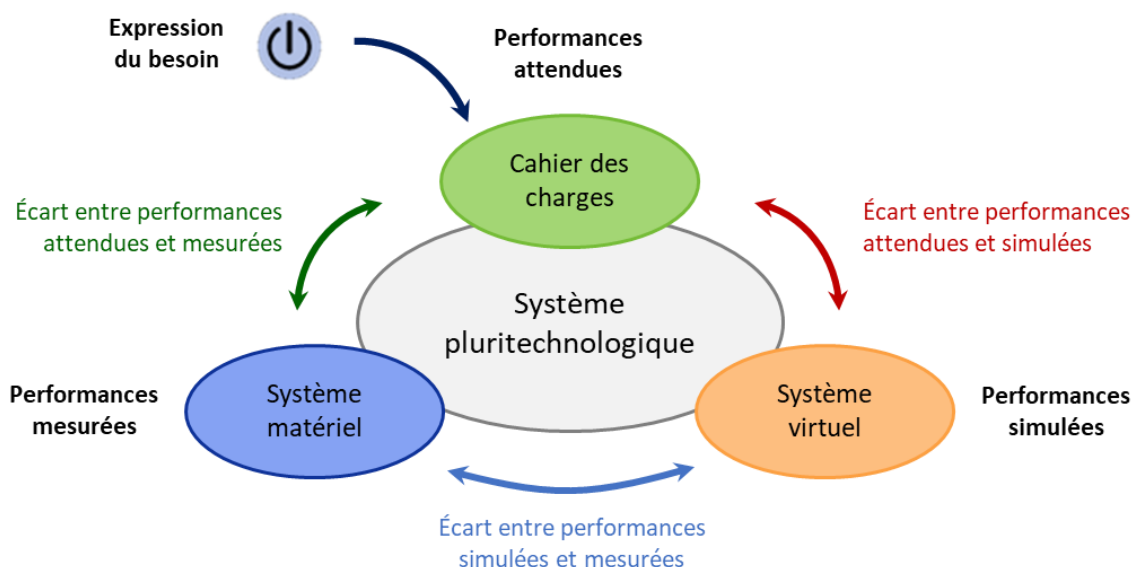 Expression
du besoin
Performances
attendues
Cahier des
charges
Écart entre performances
attendues et mesurées
Écart entre performances
attendues et simulées
Système
pluritechnologique
Performances
mesurées
Système
matériel
Système
virtuel
Performances
simulées
Écart entre performances
simulées et mesurées